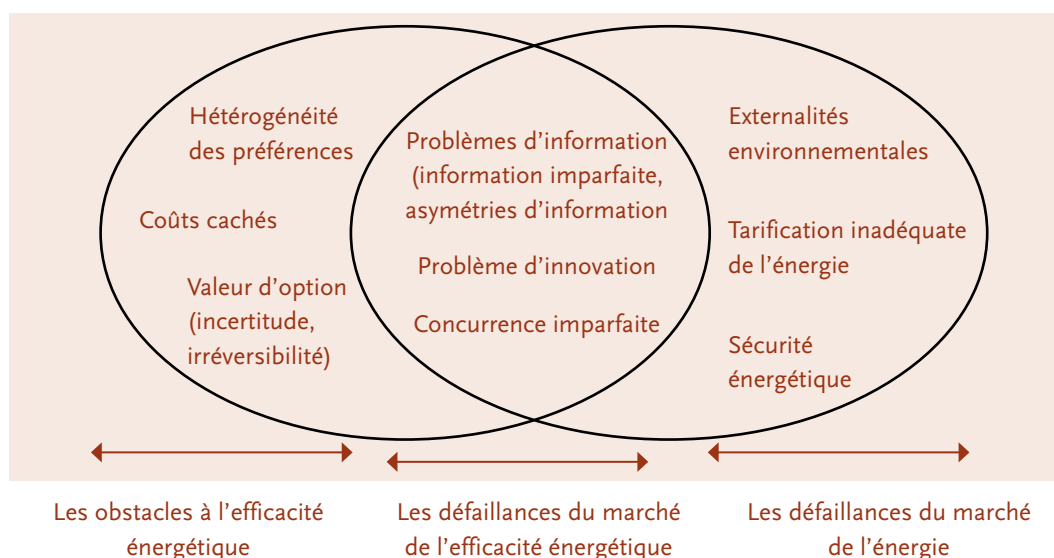 Hétérogénéité
des préférences
Coûts cachés
Valeur d’option
(incertitude,
irréversibilité)
Problèmes d’information
(information imparfaite,
asymétries d’information
Problème d’innovation
Concurrence imparfaite
Externalités
environnementales
Tarification inadéquate
de l’énergie
Sécurité
énergétique
Les obstacles à l’efficacité
énergétique
Les défaillances du marché
de l’efficacité énergétique
Les défaillances du marché
de l’énergie